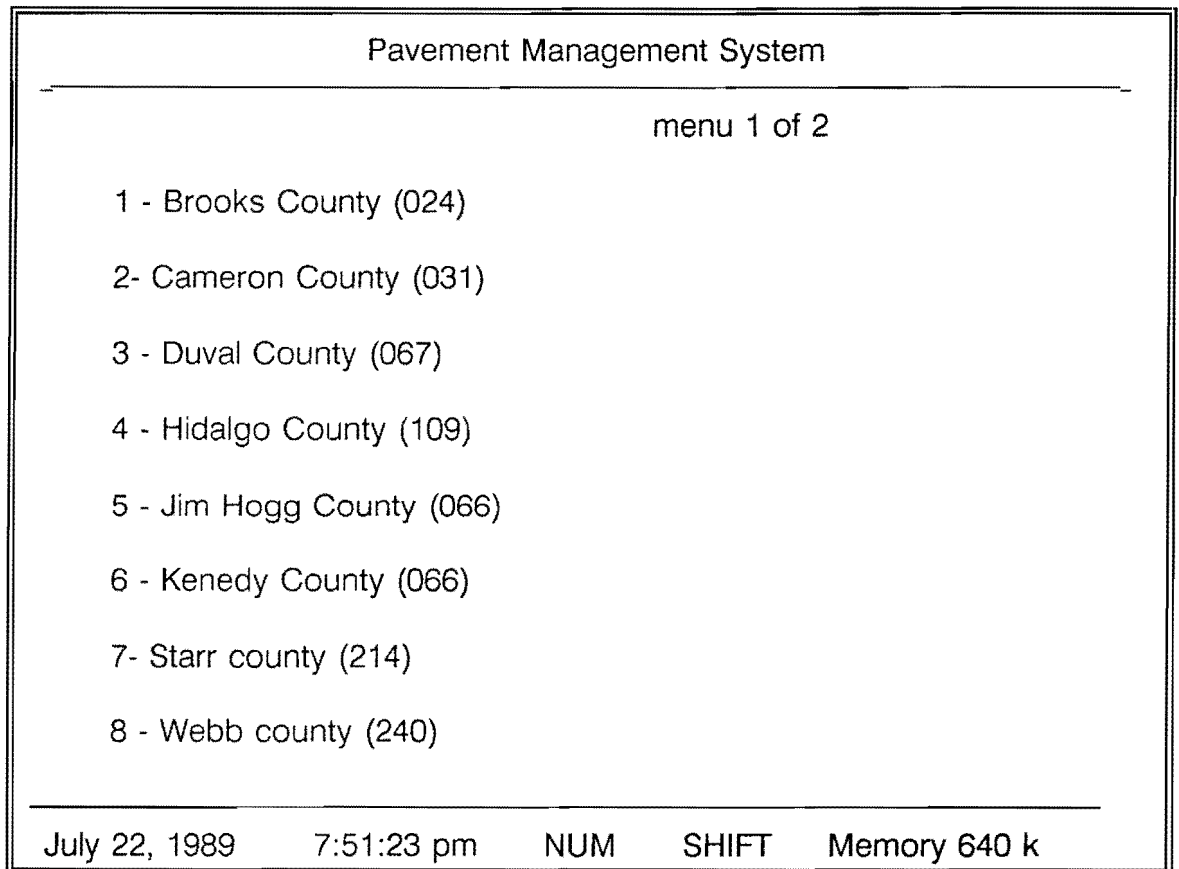 Pavement Management System
menu 1 of 2
1 - Brooks County (024)
2- Cameron County (031)
3 - Duval County (067)
4 - Hidalgo County (109)
5 - Jim Hogg County (066)
6 - Kenedy County (066)
7- Starr county (214)
8 - Webb county (240)
July 22, 1989 7:51:23 pm NUM SHIFT Memory 640 k